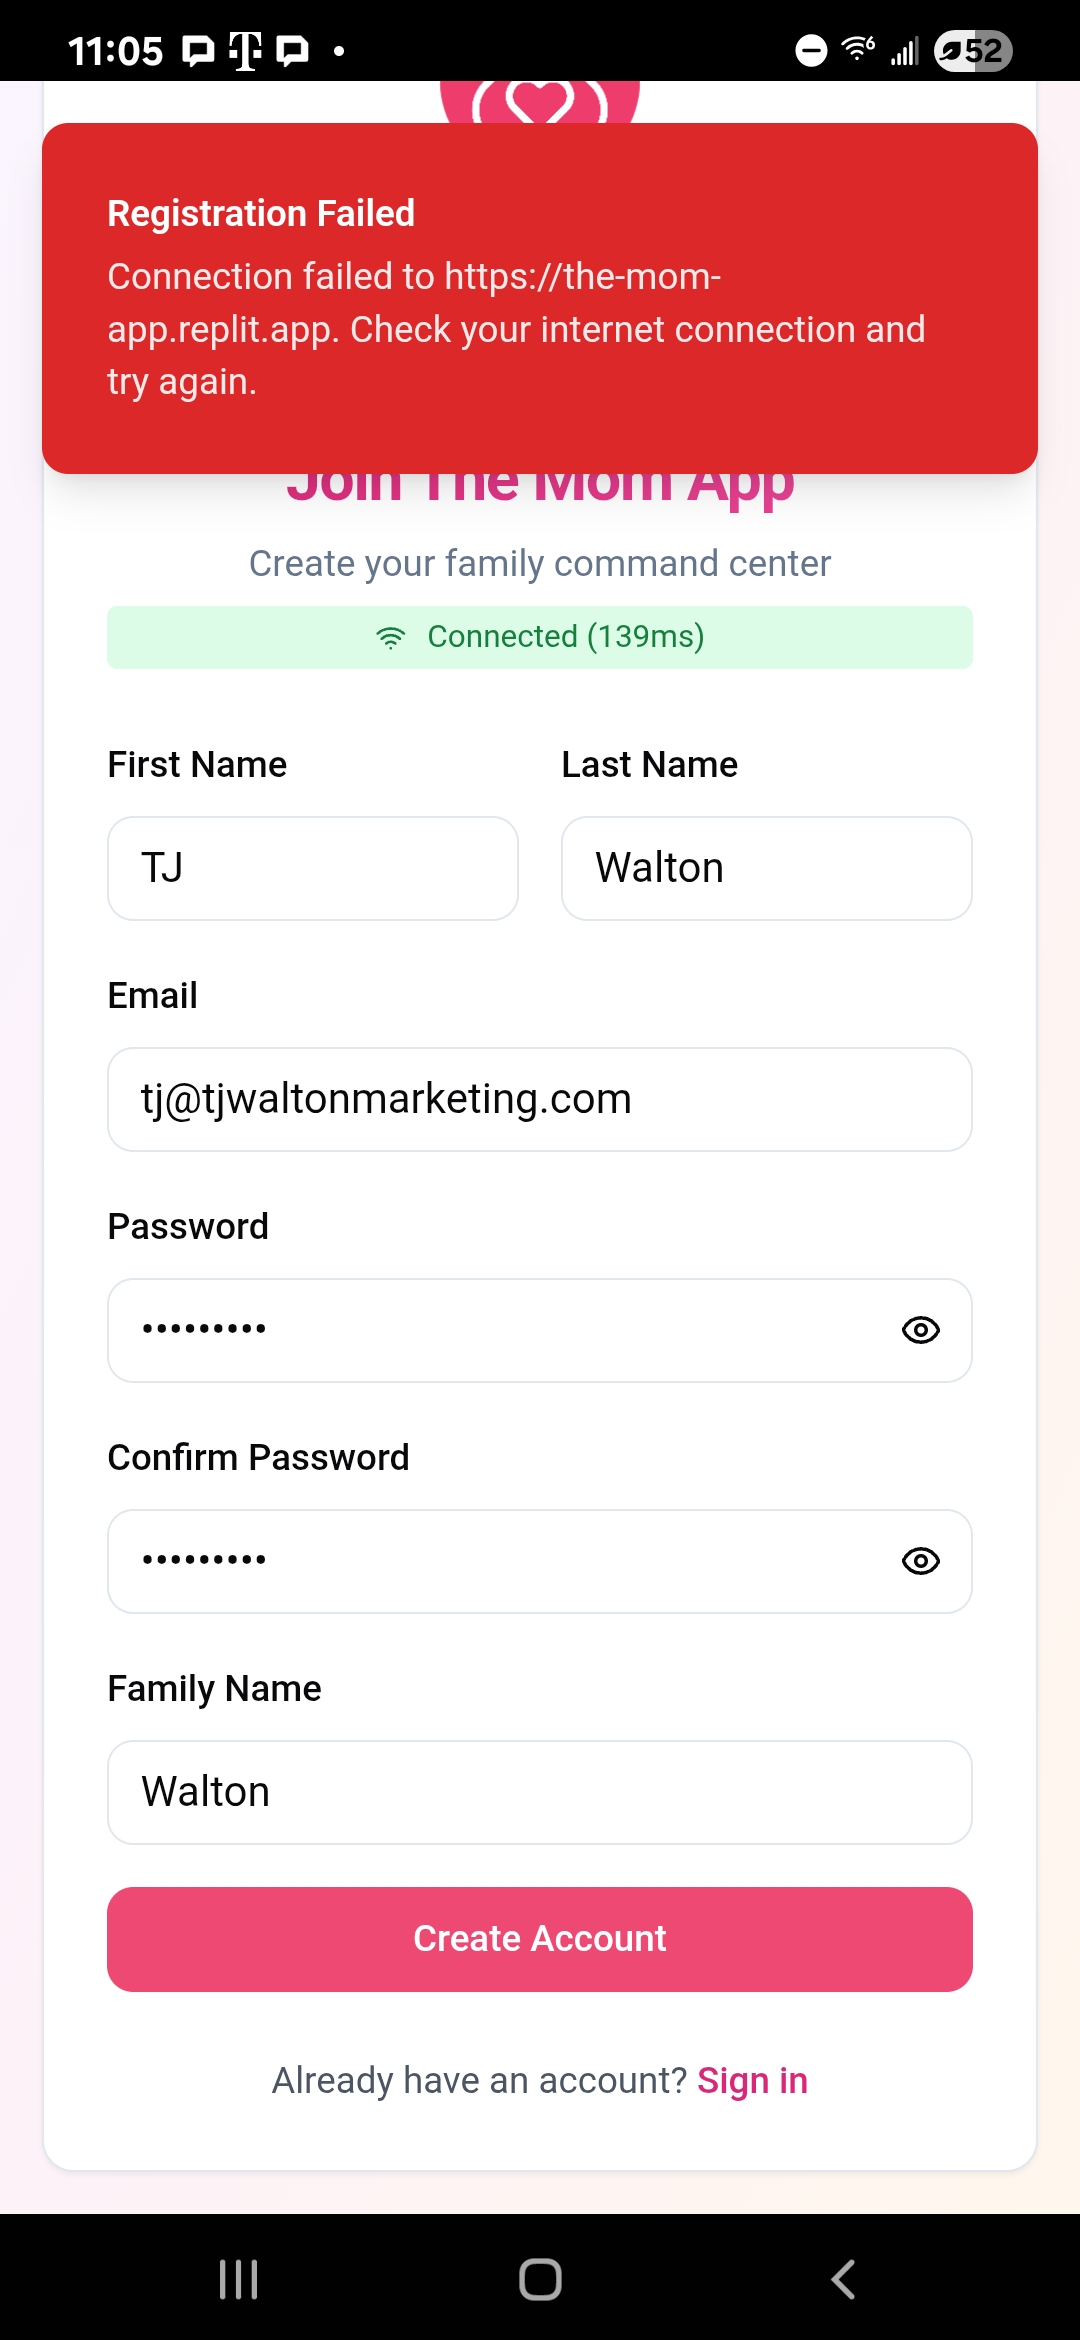 11:05
52
Registration Failed
Connection failed to https://the-mom-
app.replit.app. Check your internet connection and
try again.
Join The Mom App
Create your family command center
Connected (139ms)
First Name
Last Name
TJ
Walton
Email
tj@tjwaltonmarketing.com
Password
•••••••••
Confirm Password
•••••••••
Family Name
Walton
Create Account
Already have an account? Sign in